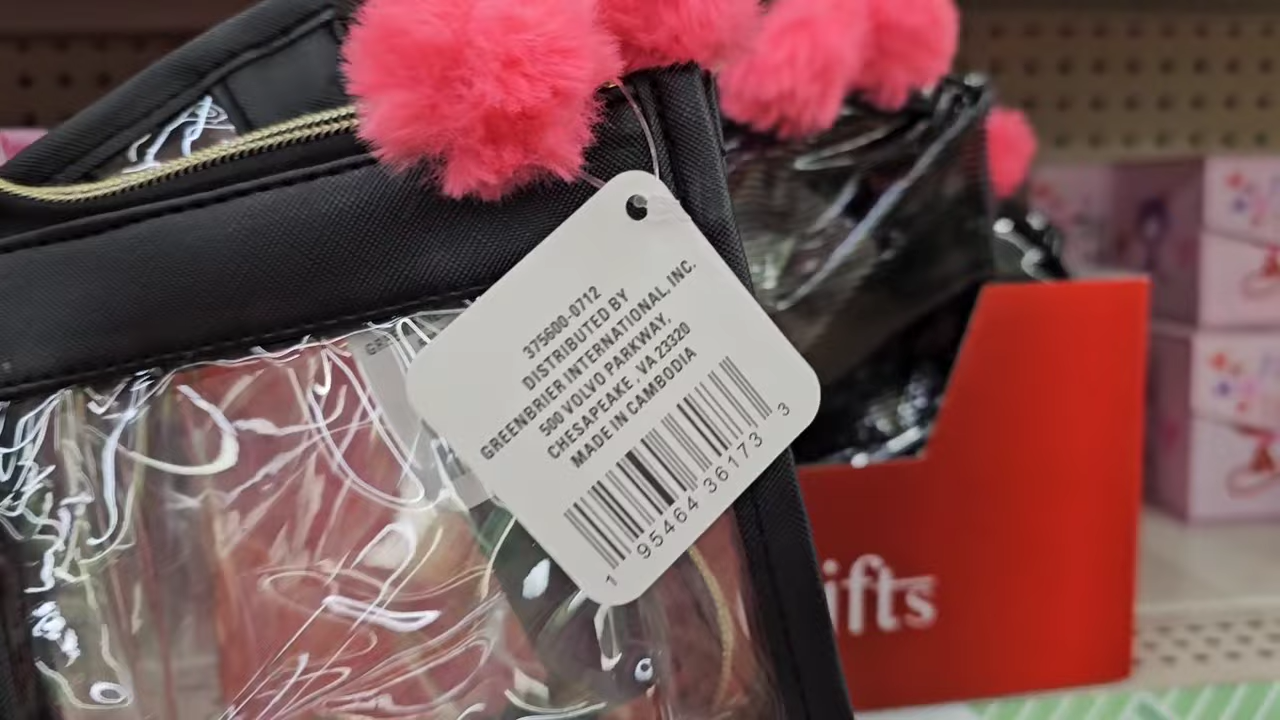 375600-0712
DISTRIBUTED BY
GREENBRIER INTERNATIONAL, INC.
500 VOLVO PARKWAY,
CHESAPEAKE, VA 23320
MADE IN CAMBODIA
1 95464 36173 3
ifts